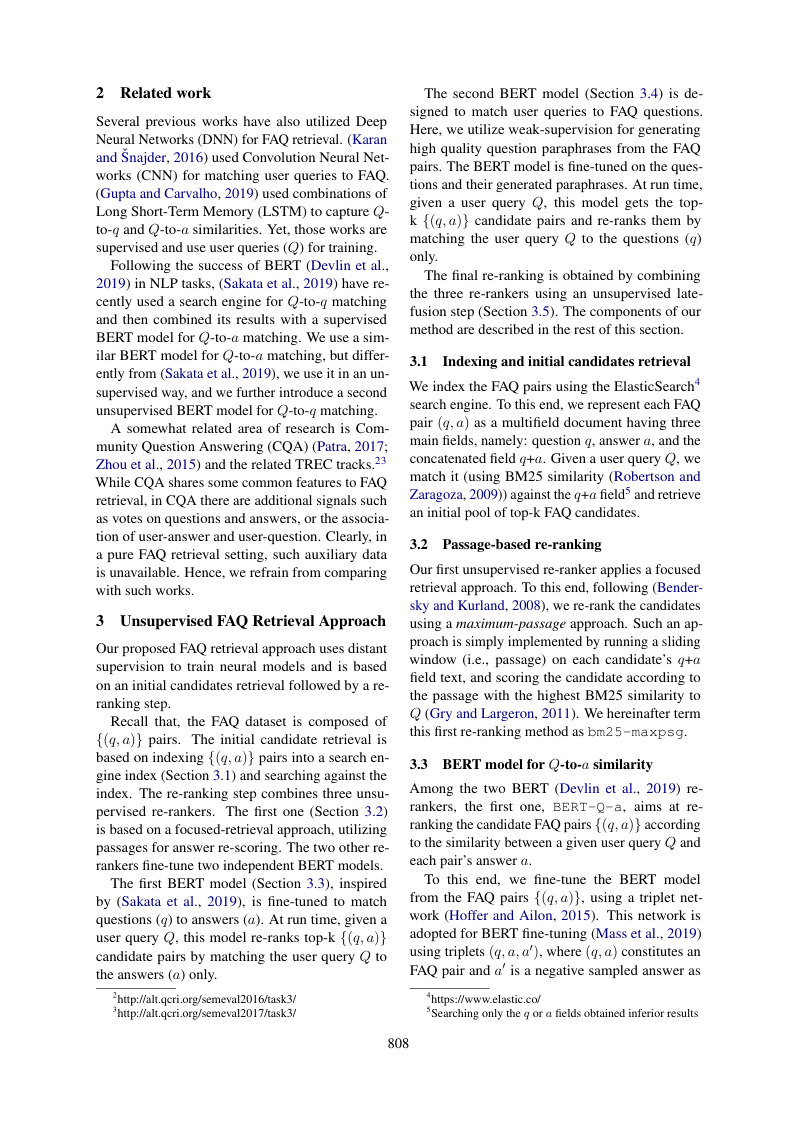 2 Related work
Several previous works have also utilized Deep
Neural Networks (DNN) for FAQ retrieval. (Karan
and Šnajder, 2016) used Convolution Neural Net-
works (CNN) for matching user queries to FAQ.
(Gupta and Carvalho, 2019) used combinations of
Long Short-Term Memory (LSTM) to capture Q-
to-q and Q-to-a similarities. Yet, those works are
supervised and use user queries (Q) for training.
Following the success of BERT (Devlin et al.,
2019) in NLP tasks, (Sakata et al., 2019) have re-
cently used a search engine for Q-to-q matching
and then combined its results with a supervised
BERT model for Q-to-a matching. We use a sim-
ilar BERT model for Q-to-a matching, but differ-
ently from (Sakata et al., 2019), we use it in an un-
supervised way, and we further introduce a second
unsupervised BERT model for Q-to-q matching.
A somewhat related area of research is Com-
munity Question Answering (CQA) (Patra, 2017;
Zhou et al., 2015) and the related TREC tracks.²³
While CQA shares some common features to FAQ
retrieval, in CQA there are additional signals such
as votes on questions and answers, or the associa-
tion of user-answer and user-question. Clearly, in
a pure FAQ retrieval setting, such auxiliary data
is unavailable. Hence, we refrain from comparing
with such works.
3 Unsupervised FAQ Retrieval Approach
Our proposed FAQ retrieval approach uses distant
supervision to train neural models and is based
on an initial candidates retrieval followed by a re-
ranking step.
Recall that, the FAQ dataset is composed of
{(q, a)} pairs. The initial candidate retrieval is
based on indexing {(q, a)} pairs into a search en-
gine index (Section 3.1) and searching against the
index. The re-ranking step combines three unsu-
pervised re-rankers. The first one (Section 3.2)
is based on a focused-retrieval approach, utilizing
passages for answer re-scoring. The two other re-
rankers fine-tune two independent BERT models.
The first BERT model (Section 3.3), inspired
by (Sakata et al., 2019), is fine-tuned to match
questions (q) to answers (a). At run time, given a
user query Q, this model re-ranks top-k {(q, a)}
candidate pairs by matching the user query Q to
the answers (a) only.
²http://alt.qcri.org/semeval2016/task3/
³http://alt.qcri.org/semeval2017/task3/
The second BERT model (Section 3.4) is de-
signed to match user queries to FAQ questions.
Here, we utilize weak-supervision for generating
high quality question paraphrases from the FAQ
pairs. The BERT model is fine-tuned on the ques-
tions and their generated paraphrases. At run time,
given a user query Q, this model gets the top-
k {(q, a)} candidate pairs and re-ranks them by
matching the user query Q to the questions (q)
only.
The final re-ranking is obtained by combining
the three re-rankers using an unsupervised late-
fusion step (Section 3.5). The components of our
method are described in the rest of this section.
3.1 Indexing and initial candidates retrieval
We index the FAQ pairs using the ElasticSearch⁴
search engine. To this end, we represent each FAQ
pair (q, a) as a multifield document having three
main fields, namely: question q, answer a, and the
concatenated field q+a. Given a user query Q, we
match it (using BM25 similarity (Robertson and
Zaragoza, 2009)) against the q+a field⁵ and retrieve
an initial pool of top-k FAQ candidates.
3.2 Passage-based re-ranking
Our first unsupervised re-ranker applies a focused
retrieval approach. To this end, following (Bender-
sky and Kurland, 2008), we re-rank the candidates
using a maximum-passage approach. Such an ap-
proach is simply implemented by running a sliding
window (i.e., passage) on each candidate's q+a
field text, and scoring the candidate according to
the passage with the highest BM25 similarity to
Q (Gry and Largeron, 2011). We hereinafter term
this first re-ranking method as bm25-maxpsg.
3.3 BERT model for Q-to-a similarity
Among the two BERT (Devlin et al., 2019) re-
rankers, the first one, BERT-Q-a, aims at re-
ranking the candidate FAQ pairs {(q, a)} according
to the similarity between a given user query Q and
each pair's answer a.
To this end, we fine-tune the BERT model
from the FAQ pairs {(q, a)}, using a triplet net-
work (Hoffer and Ailon, 2015). This network is
adopted for BERT fine-tuning (Mass et al., 2019)
using triplets (q, a, a′), where (q, a) constitutes an
FAQ pair and a′ is a negative sampled answer as
⁴https://www.elastic.co/
⁵Searching only the q or a fields obtained inferior results
808